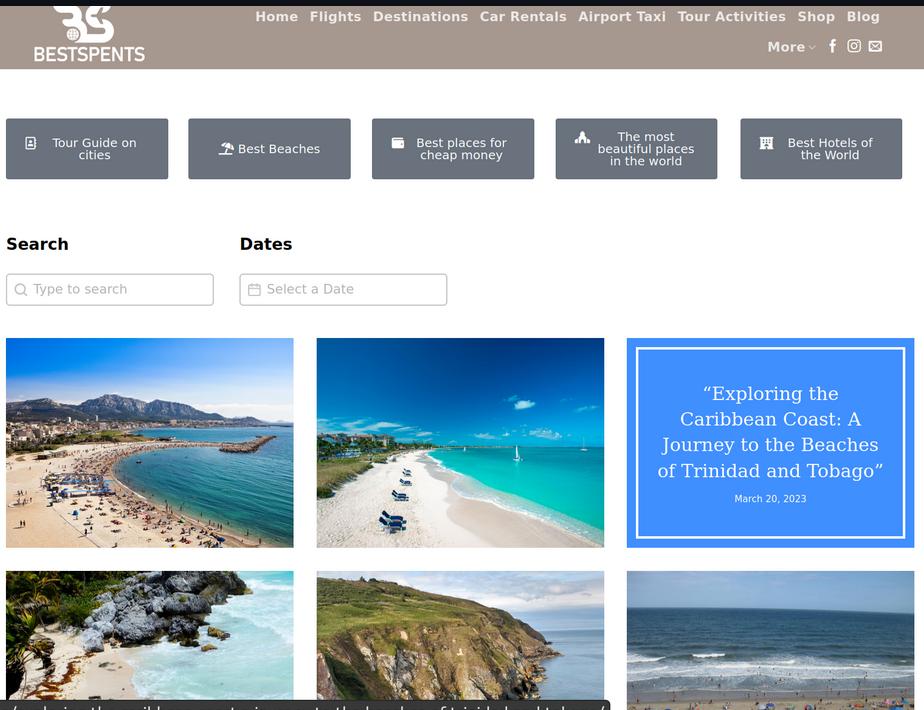 BESTSPENTS
Home Flights Destinations Car Rentals Airport Taxi Tour Activities Shop Blog
More
Tour Guide on
cities
Best Beaches
Best places for
cheap money
The most
beautiful places
in the world
Best Hotels of
the World
Search
Dates
Type to search
Select a Date
“Exploring the
Caribbean Coast: A
Journey to the Beaches
of Trinidad and Tobago”
March 20, 2023